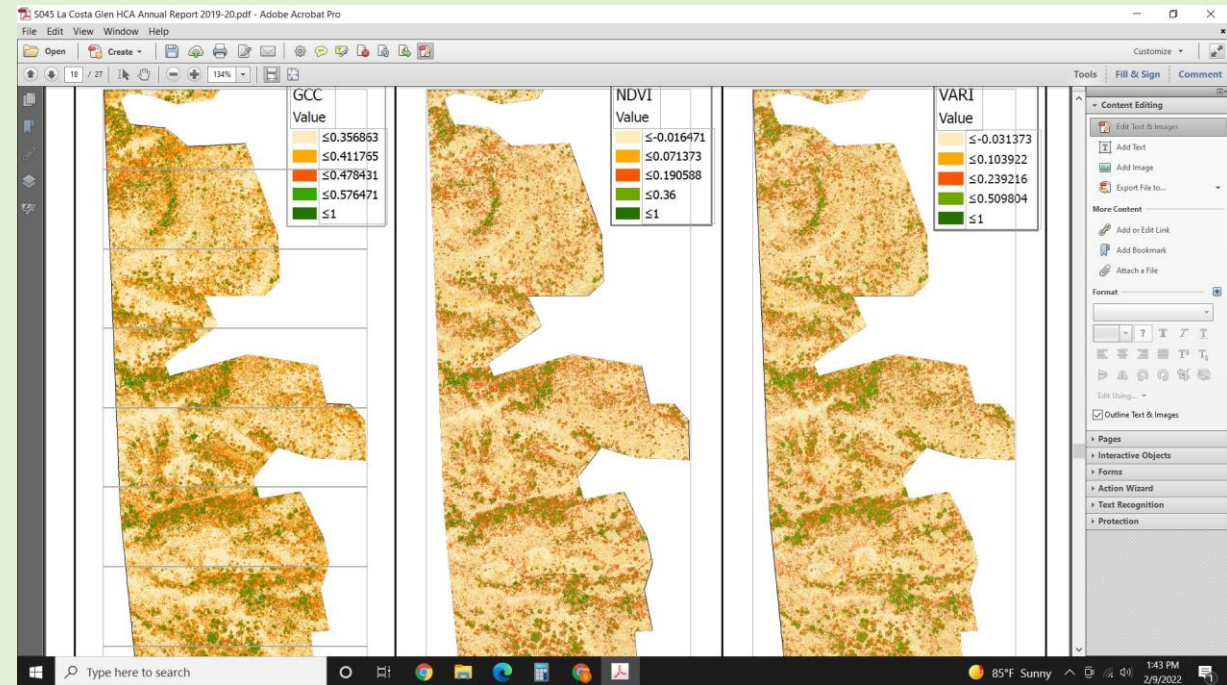 S045 La Costa Glen HCA Annual Report 2019-20.pdf - Adobe Acrobat Pro
File Edit View Window Help
Open Create Customize
18 / 27 134% Tools Fill & Sign Comment
GCC
Value
≤0.356863
≤0.411765
≤0.478431
≤0.576471
≤1
NDVI
Value
≤-0.016471
≤0.071373
≤0.190588
≤0.36
≤1
VARI
Value
≤-0.031373
≤0.103922
≤0.239216
≤0.509804
≤1
Content Editing
Edit Text & Images
Add Text
Add Image
Export File to...
More Content
Add or Edit Link
Add Bookmark
Attach a File
Format
? T T T
T¹ T₁
Edit Using...
Outline Text & Images
Pages
Interactive Objects
Forms
Action Wizard
Text Recognition
Protection
Type here to search
85°F Sunny
1:43 PM
2/9/2022